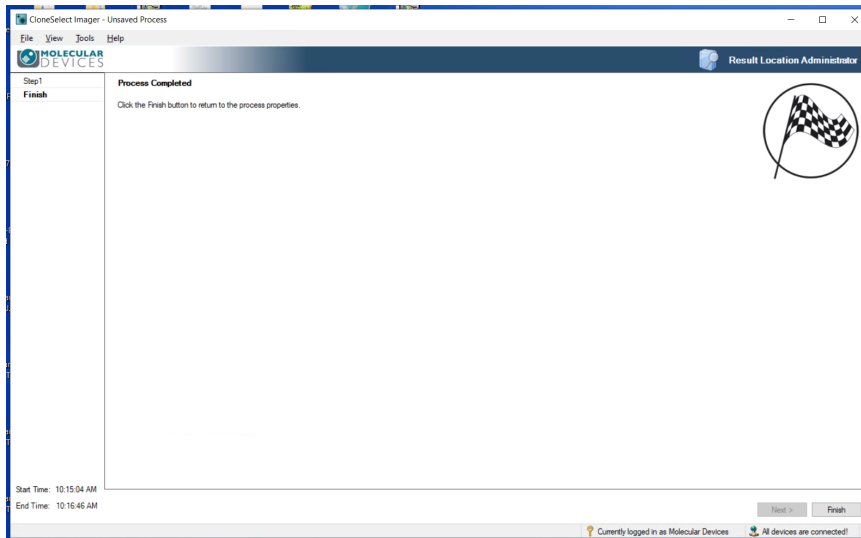 CloneSelect Imager - Unsaved Process
File View Tools Help
MOLECULAR
DEVICES
Result Location Administrator
Step1
Finish
Process Completed
Click the Finish button to return to the process properties.
Start Time: 10:15:04 AM
End Time: 10:16:46 AM
Next > Finish
Currently logged in as Molecular Devices All devices are connected!